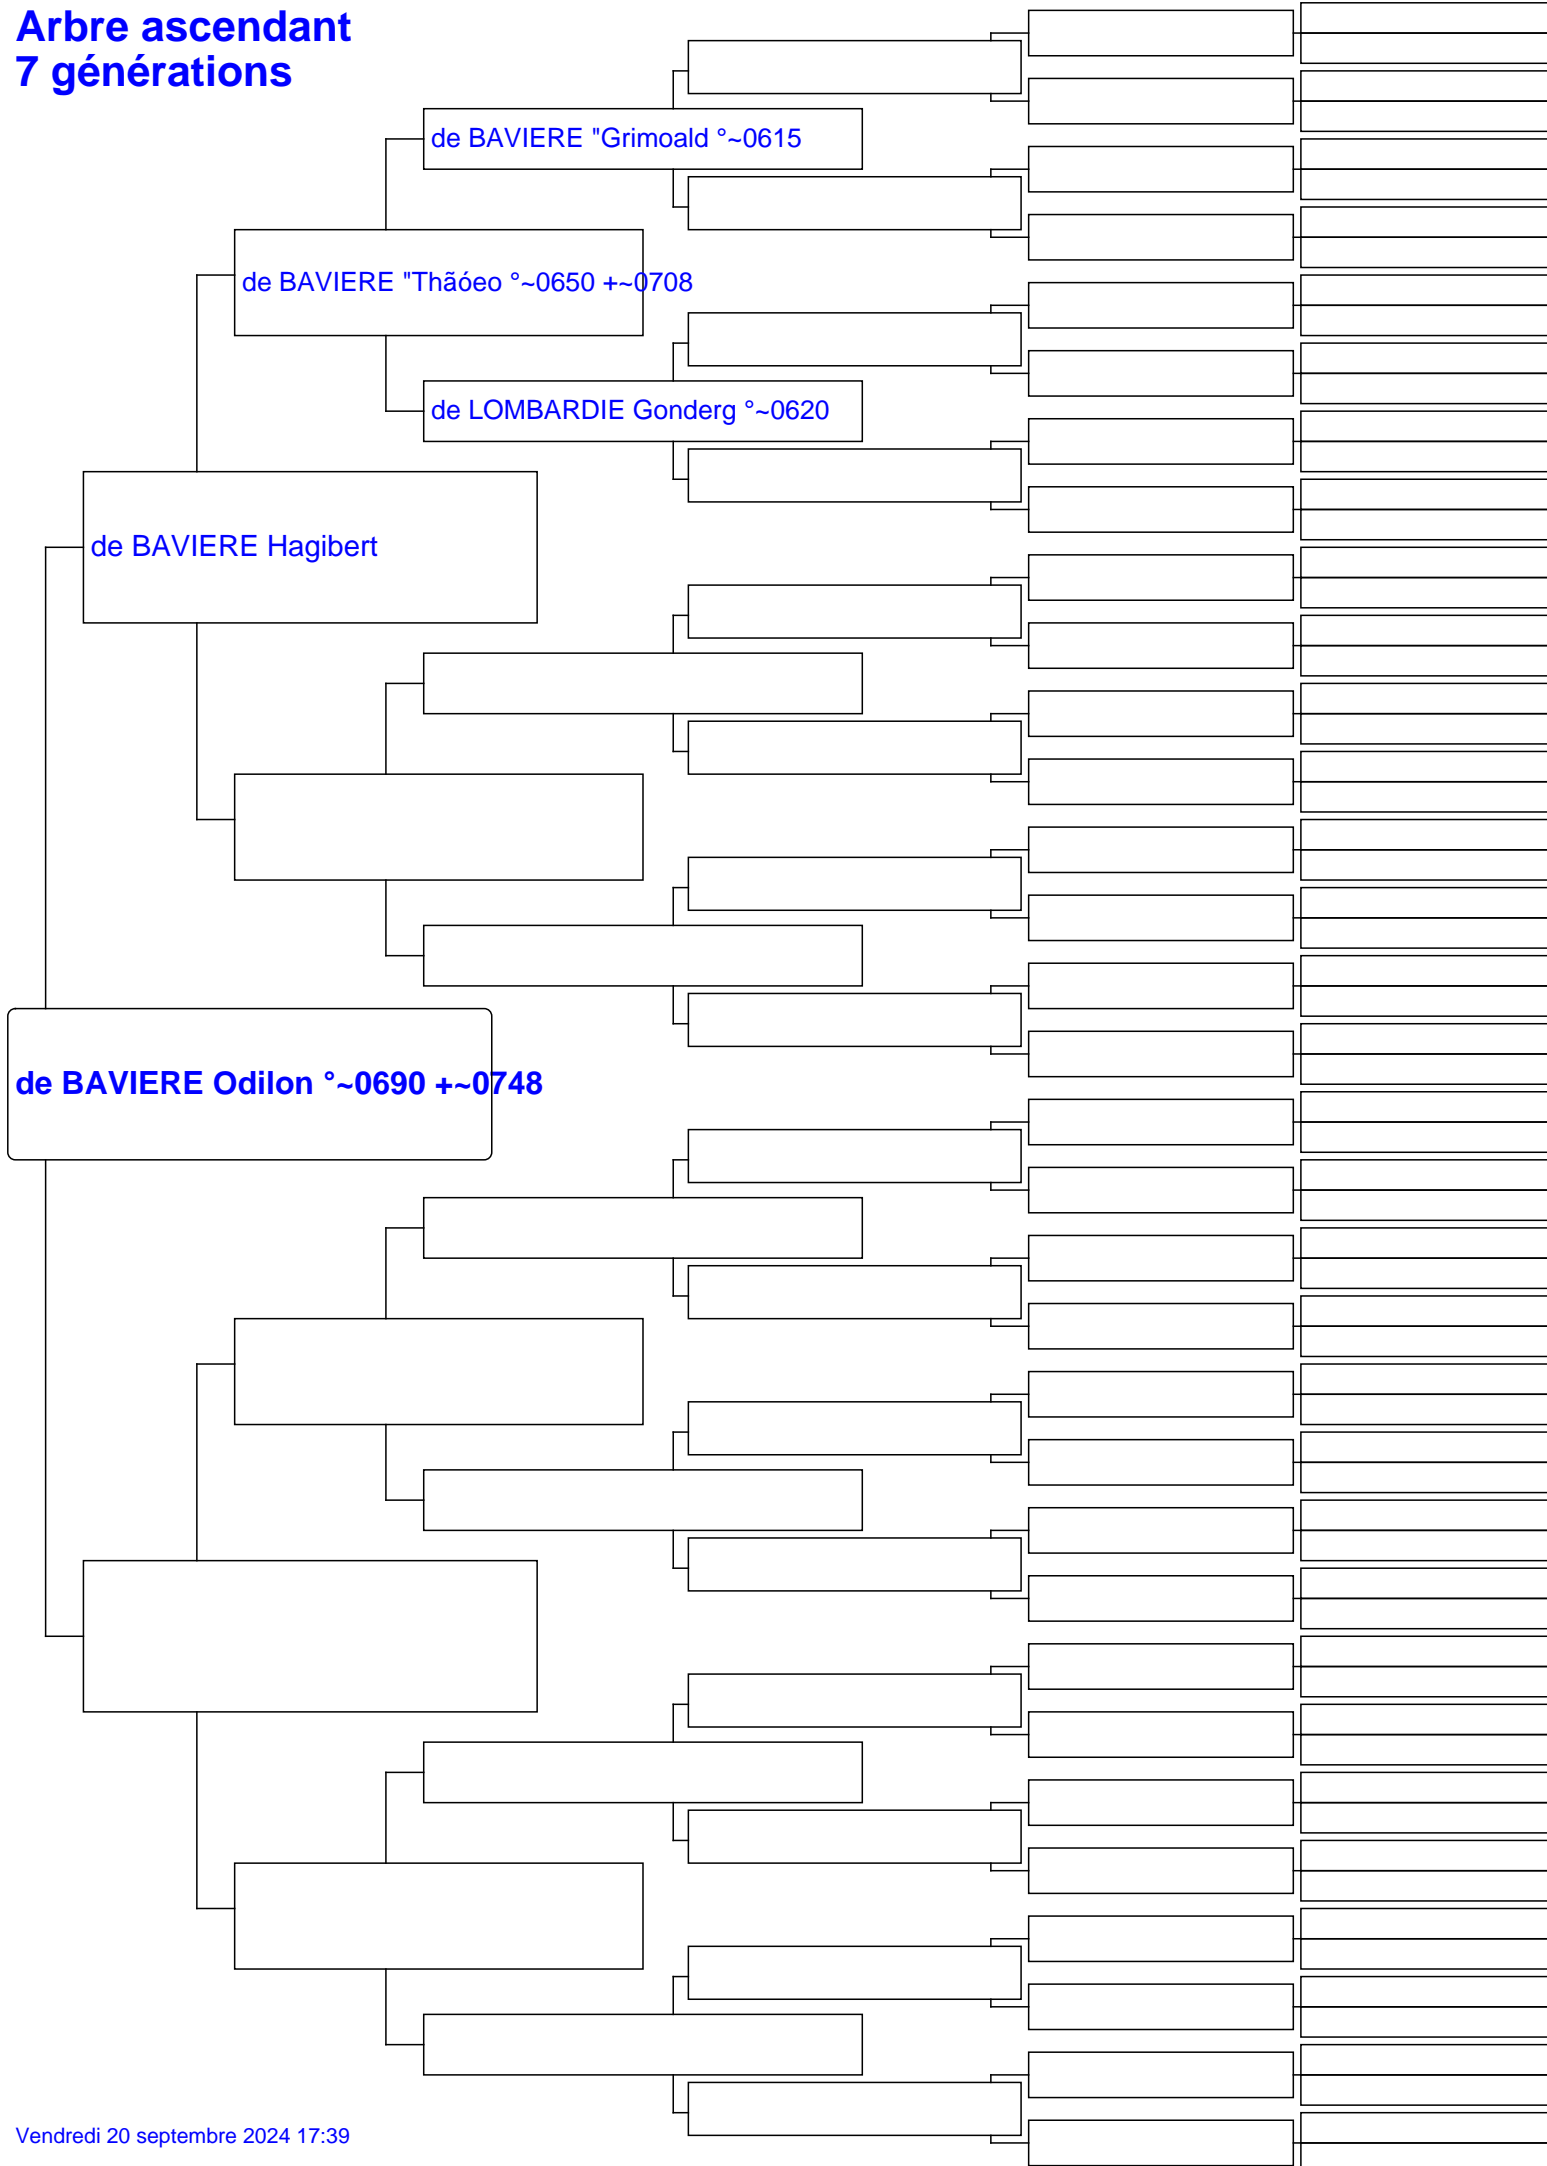 Arbre ascendant
7 générations
de BAVIERE "Grimoald °~0615
de BAVIERE "Thãóeo °~0650 +~0708
de LOMBARDIE Gonderg °~0620
de BAVIERE Hagibert
de BAVIERE Odilon °~0690 +~0748
Vendredi 20 septembre 2024 17:39